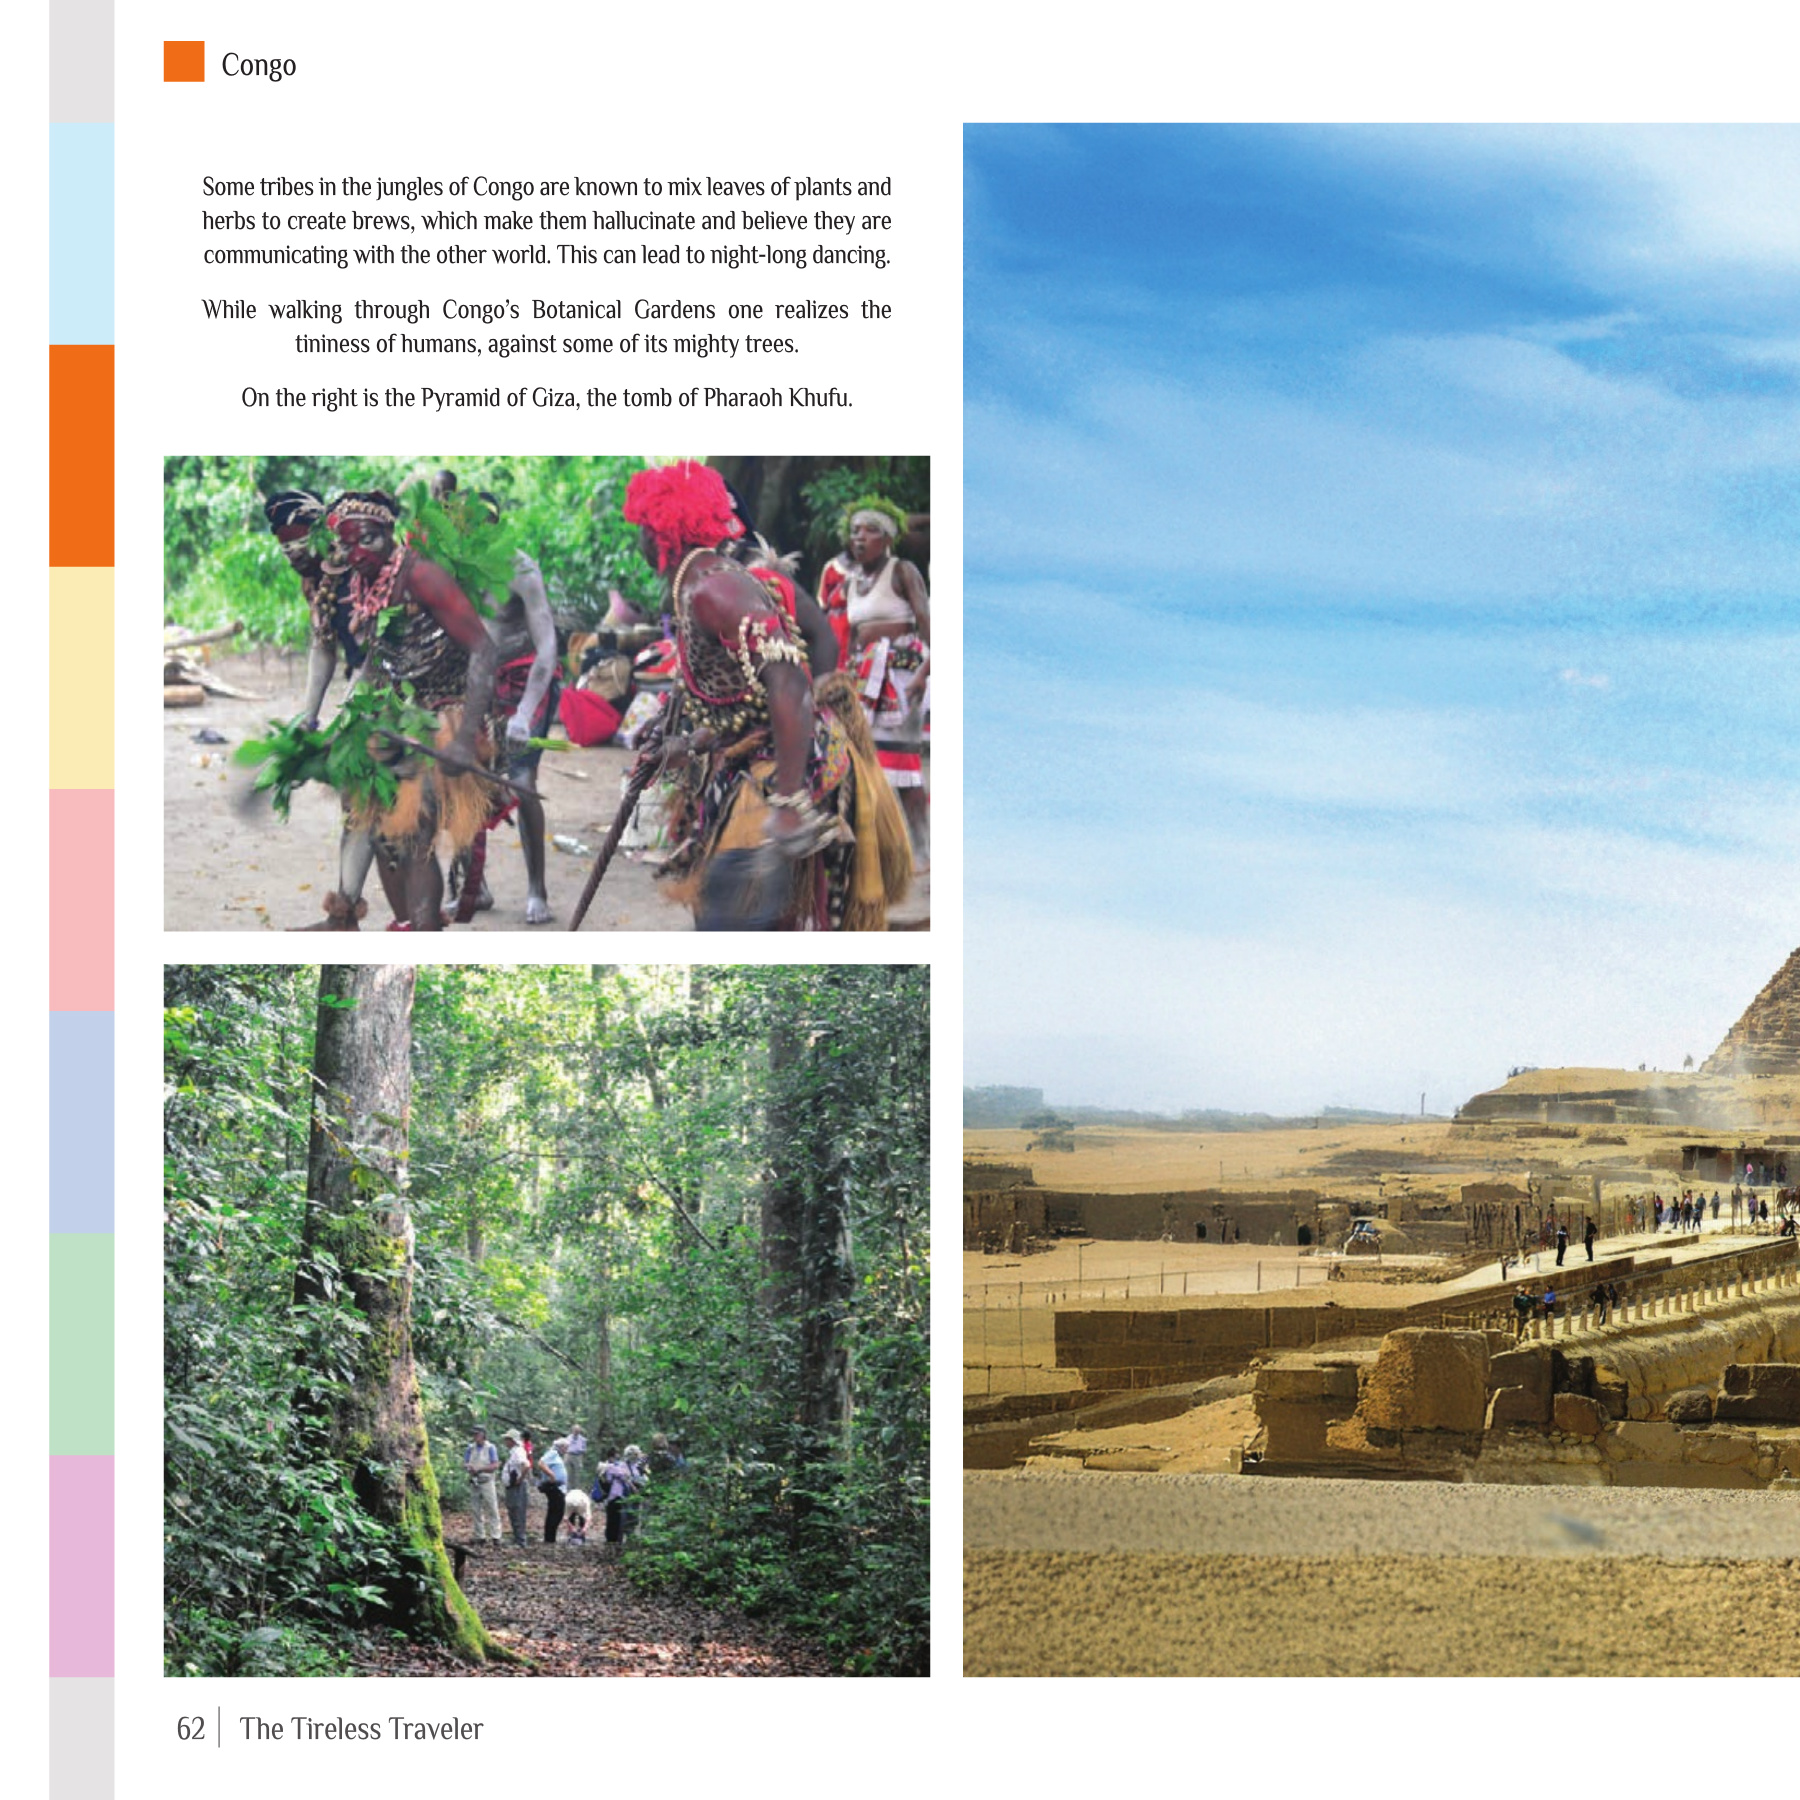 Congo
Some tribes in the jungles of Congo are known to mix leaves of plants and
herbs to create brews, which make them hallucinate and believe they are
communicating with the other world. This can lead to night-long dancing.
While walking through Congo’s Botanical Gardens one realizes the
tininess of humans, against some of its mighty trees.
On the right is the Pyramid of Giza, the tomb of Pharaoh Khufu.
62 | The Tireless Traveler